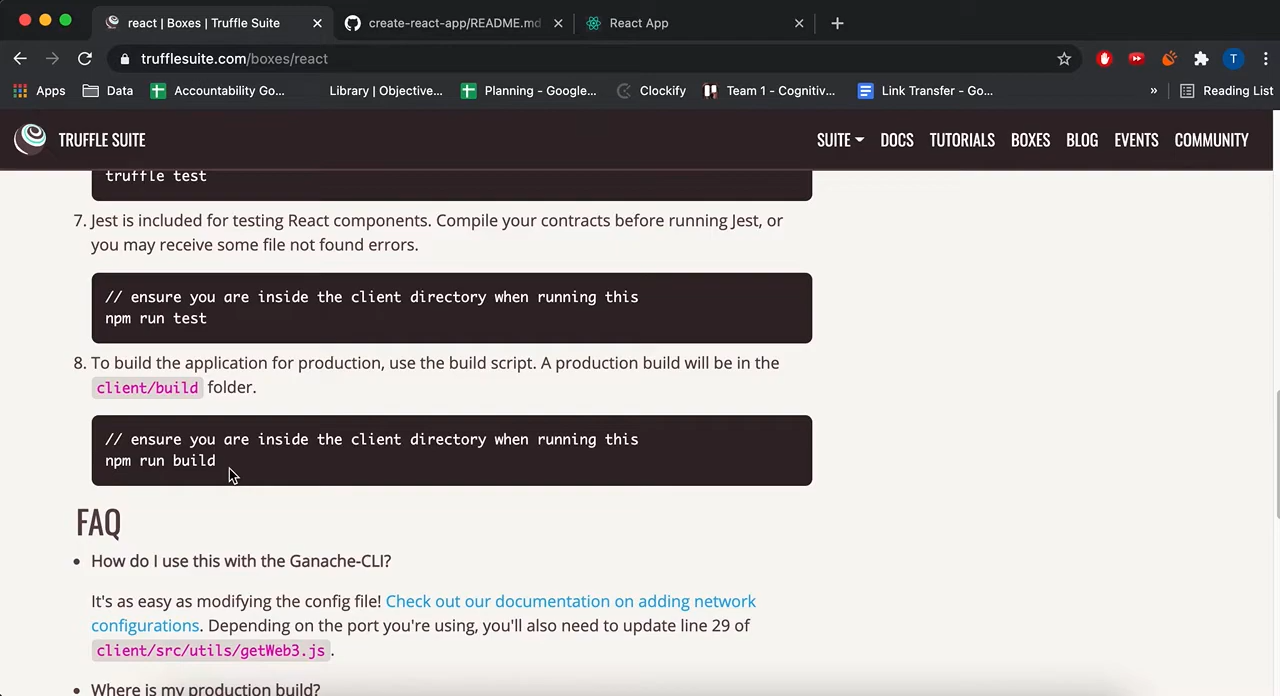 react | Boxes | Truffle Suite
create-react-app/README.md
React App
trufflesuite.com/boxes/react
T
Apps
Data
Accountability Go...
Library | Objective...
Planning - Google...
Clockify
Team 1 - Cognitiv...
Link Transfer - Go...
»
Reading List
TRUFFLE SUITE
SUITE
DOCS
TUTORIALS
BOXES
BLOG
EVENTS
COMMUNITY
truffle test
7. Jest is included for testing React components. Compile your contracts before running Jest, or
you may receive some file not found errors.
// ensure you are inside the client directory when running this
npm run test
8. To build the application for production, use the build script. A production build will be in the
client/build folder.
// ensure you are inside the client directory when running this
npm run build
FAQ
• How do I use this with the Ganache-CLI?
It's as easy as modifying the config file! Check out our documentation on adding network
configurations. Depending on the port you're using, you'll also need to update line 29 of
client/src/utils/getWeb3.js.
• Where is my production build?